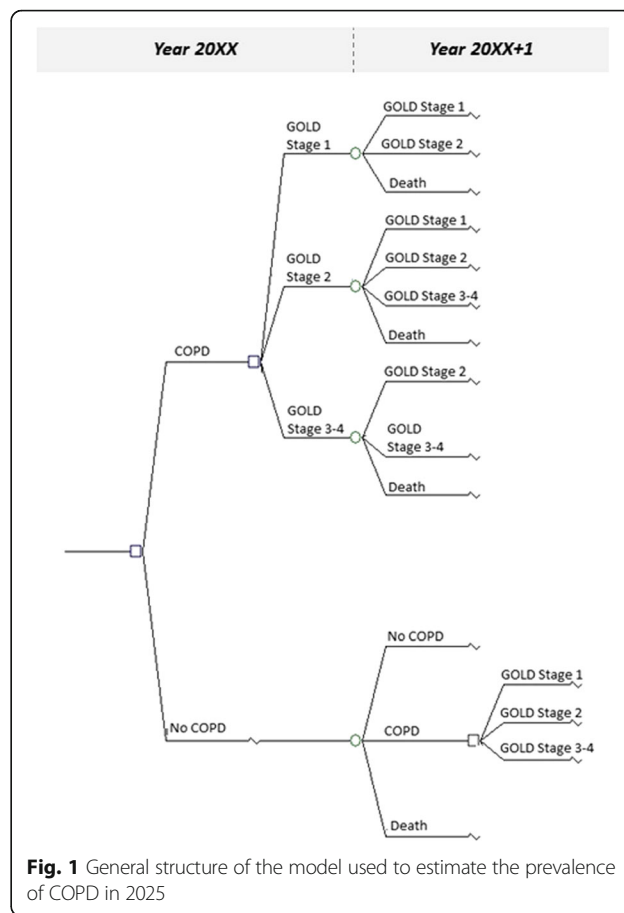 Year 20XX
Year 20XX+1
GOLD
Stage 1
GOLD Stage 1
GOLD Stage 2
Death
GOLD
Stage 2
GOLD Stage 1
GOLD Stage 2
GOLD Stage 3-4
Death
COPD
GOLD
Stage 3-4
GOLD Stage 2
GOLD
Stage 3-4
Death
No COPD
No COPD
COPD
GOLD Stage 1
GOLD Stage 2
GOLD Stage 3-4
Death
Fig. 1 General structure of the model used to estimate the prevalence
of COPD in 2025